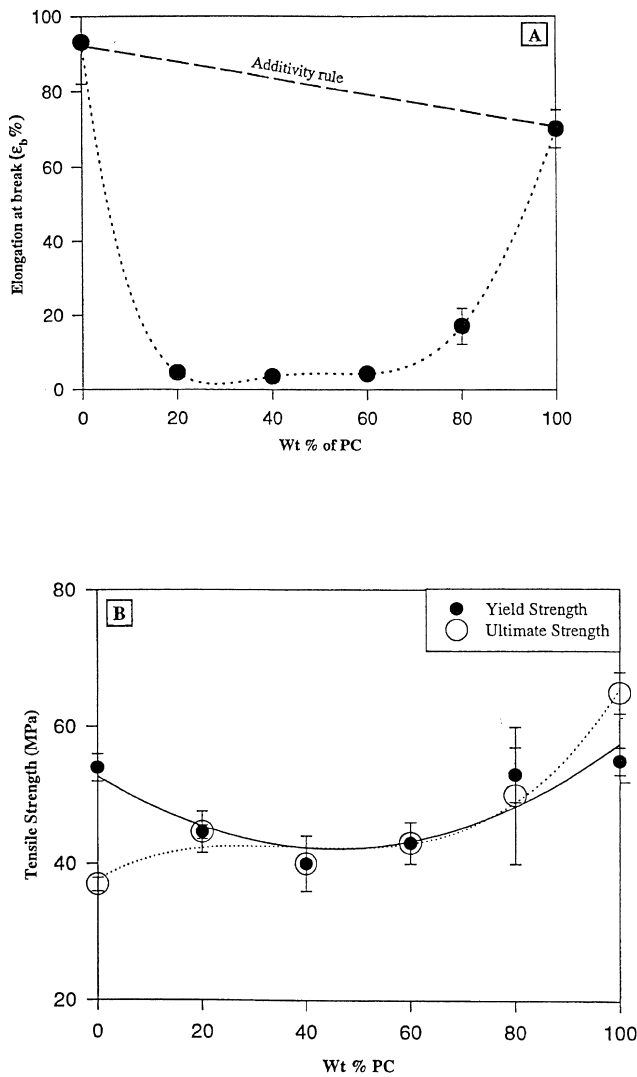 A
Additivity rule
Elongation at break (εb%)
100
80
60
40
20
0
0 20 40 60 80 100
Wt % of PC
B
Yield Strength
Ultimate Strength
Tensile Strength (MPa)
80
60
40
20
0 20 40 60 80 100
Wt % PC